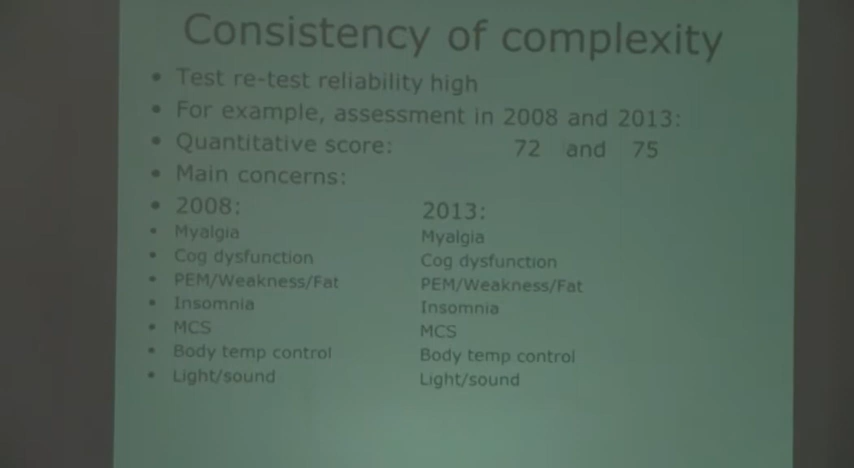 Consistency of complexity
• Test re-test reliability high
• For example, assessment in 2008 and 2013:
• Quantitative score: 72 and 75
• Main concerns:
• 2008: 2013:
• Myalgia Myalgia
• Cog dysfunction Cog dysfunction
• PEM/Weakness/Fat PEM/Weakness/Fat
• Insomnia Insomnia
• MCS MCS
• Body temp control Body temp control
• Light/sound Light/sound